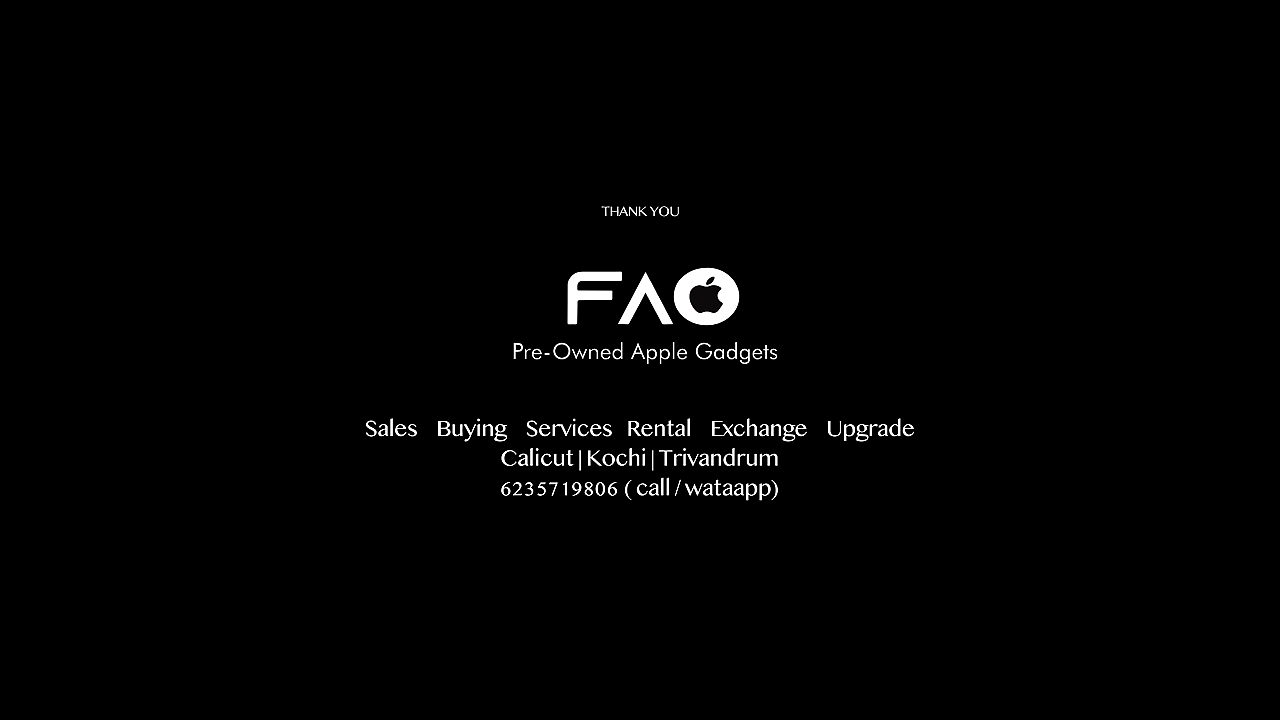 THANK YOU
FAO
Pre-Owned Apple Gadgets
Sales Buying Services Rental Exchange Upgrade
Calicut|Kochi|Trivandrum
6235719806 ( call / wataapp)